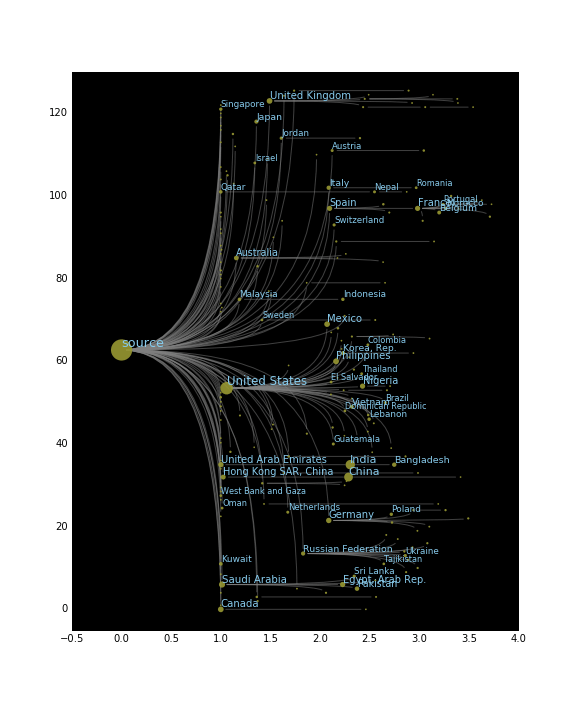 120
United Kingdom
Singapore
Japan
Jordan
Israel
Austria
100
Qatar
Italy
Nepal
Romania
Spain
France
Portugal
Belgium
Switzerland
80
Australia
Malaysia
Indonesia
Sweden
Mexico
source
60
Colombia
Korea, Rep.
Philippines
Thailand
El Salvador
Nigeria
United States
Brazil
Vietnam
Dominican Republic
Lebanon
40
Guatemala
United Arab Emirates
India
Bangladesh
Hong Kong SAR, China
China
West Bank and Gaza
Oman
Netherlands
Poland
20
Germany
Russian Federation
Ukraine
Kuwait
Tajikistan
Sri Lanka
Saudi Arabia
Egypt, Arab Rep.
Pakistan
Canada
0
−0.5 0.0 0.5 1.0 1.5 2.0 2.5 3.0 3.5 4.0